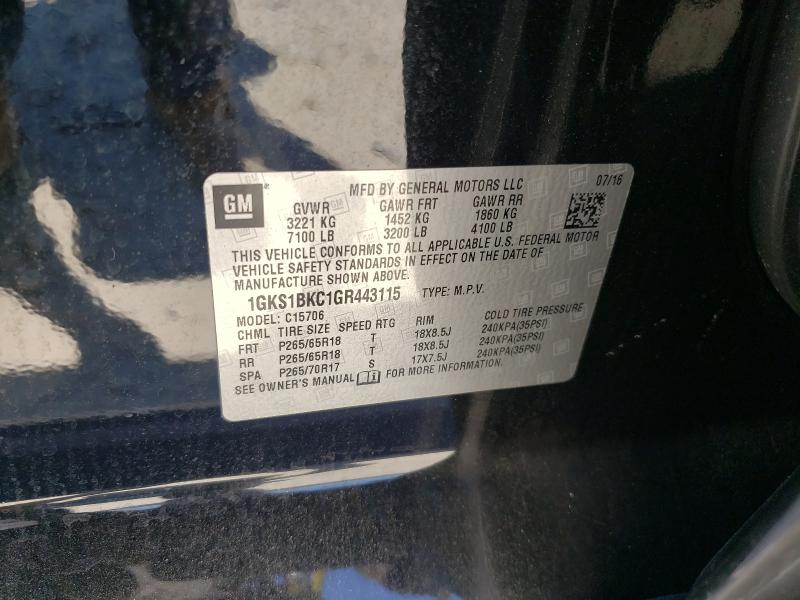 GM MFD BY GENERAL MOTORS LLC 07/16
GVWR GAWR FRT GAWR RR
3221 KG 1452 KG 1860 KG
7100 LB 3200 LB 4100 LB
THIS VEHICLE CONFORMS TO ALL APPLICABLE U.S. FEDERAL MOTOR
VEHICLE SAFETY STANDARDS IN EFFECT ON THE DATE OF
MANUFACTURE SHOWN ABOVE.
1GKS1BKC1GR443115 TYPE: M.P.V.
MODEL: C15706
CHML TIRE SIZE SPEED RTG RIM COLD TIRE PRESSURE
FRT P265/65R18 T 18X8.5J 240KPA(35PSI)
RR P265/65R18 T 18X8.5J 240KPA(35PSI)
SPA P265/70R17 S 17X7.5J 240KPA(35PSI)
SEE OWNER'S MANUAL FOR MORE INFORMATION.